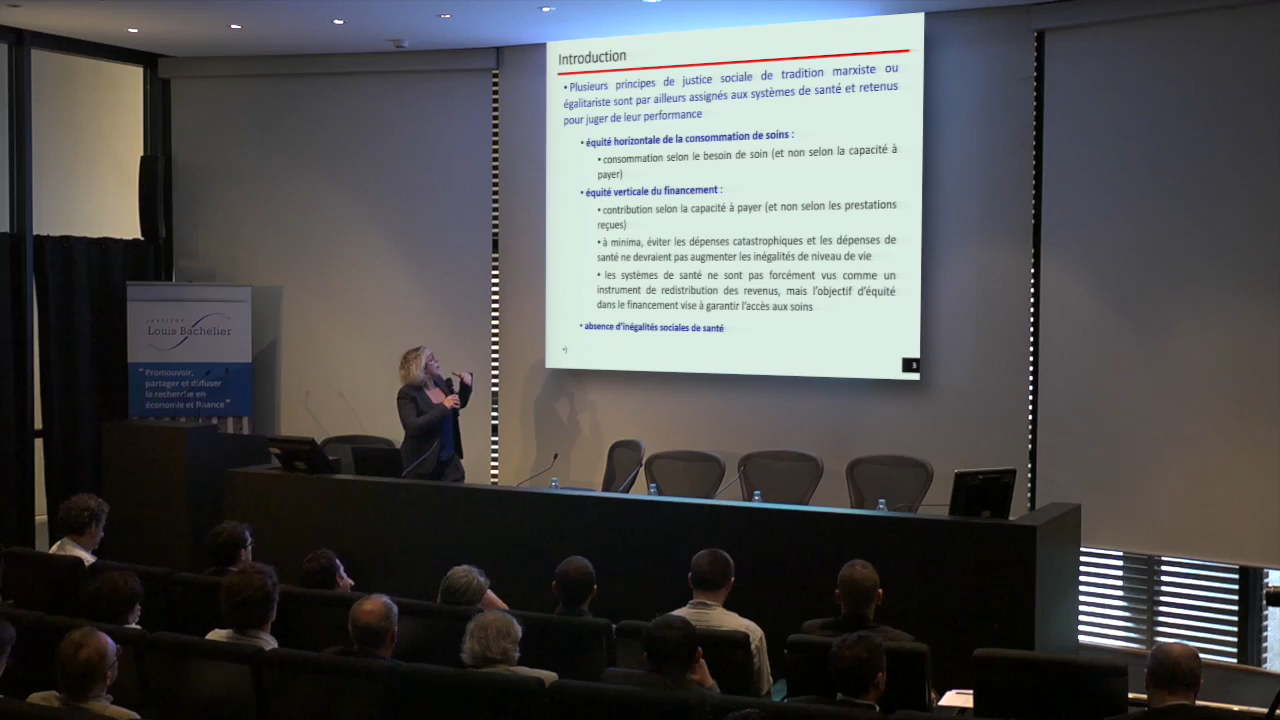 Introduction
• Plusieurs principes de justice sociale de tradition marxiste ou
égalitariste sont par ailleurs assignés aux systèmes de santé et retenus
pour juger de leur performance
• équité horizontale de la consommation de soins :
• consommation selon le besoin de soin (et non selon la capacité à
payer)
• équité verticale du financement :
• contribution selon la capacité à payer (et non selon les prestations
reçues)
• à minima, éviter les dépenses catastrophiques et les dépenses de
santé ne devraient pas augmenter les inégalités de niveau de vie
• les systèmes de santé ne sont pas forcément vus comme un
instrument de redistribution des revenus, mais l'objectif d'équité
dans le financement vise à garantir l'accès aux soins
• absence d'inégalités sociales de santé
•)
3
INSTITUT
Louis Bachelier
"Promouvoir,
partager et diffuser
la recherche en
économie et finance"